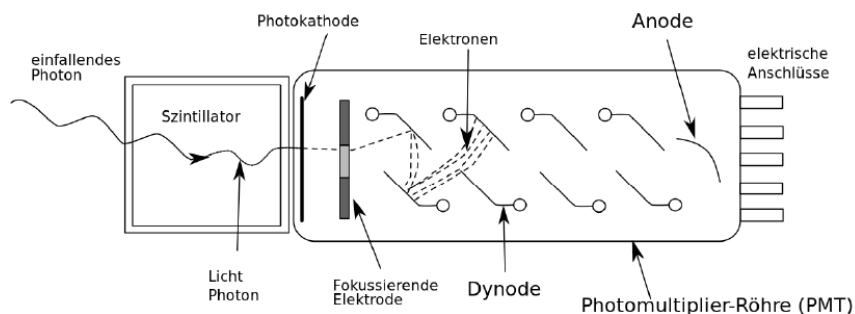 Photokathode
einfallendes
Photon
Elektronen
Anode
elektrische
Anschlüsse
Szintillator
Licht
Photon
Fokussierende
Elektrode
Dynode
Photomultiplier-Röhre (PMT)